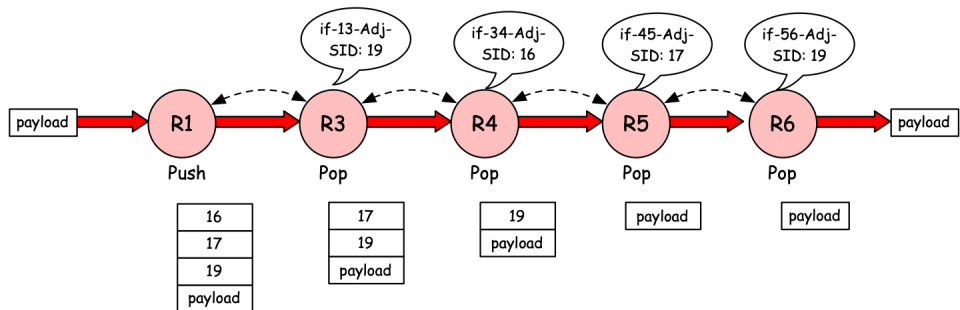 if-13-Adj-
SID: 19
if-34-Adj-
SID: 16
if-45-Adj-
SID: 17
if-56-Adj-
SID: 19
payload
R1
R3
R4
R5
R6
payload
Push
Pop
Pop
Pop
Pop
16
17
19
payload
17
19
payload
19
payload
payload
payload